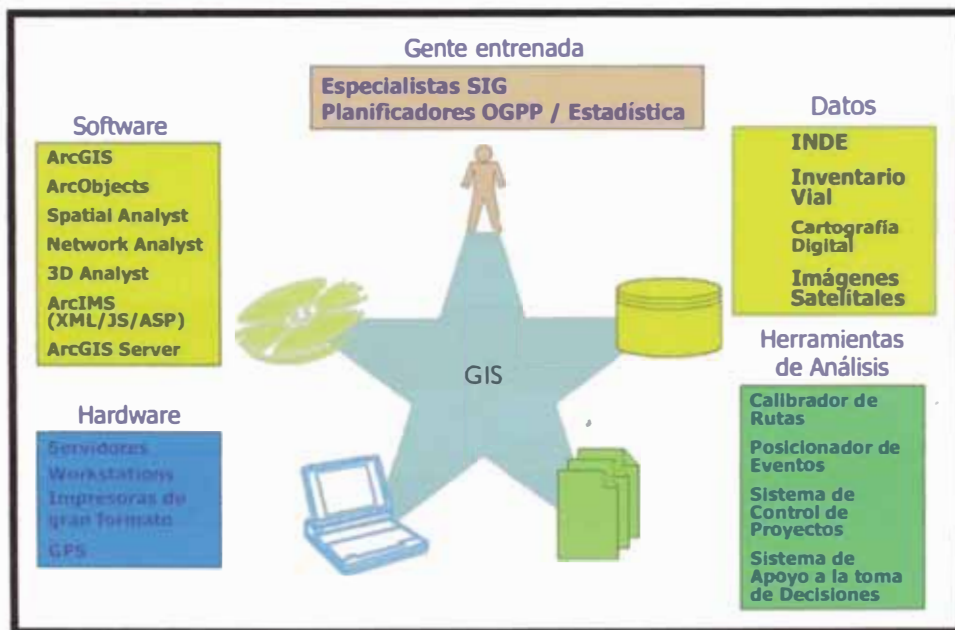 Gente entrenada
Especialistas SIG
Planificadores OGPP / Estadística
Software
ArcGIS
ArcObjects
Spatial Analyst
Network Analyst
3D Analyst
ArcIMS
(XML/JS/ASP)
ArcGIS Server
Datos
INDE
Inventario
Vial
Cartografía
Digital
Imágenes
Satelitales
GIS
Hardware
Servidores
Workstations
Impresoras de
gran formato
GPS
Herramientas
de Análisis
Calibrador de
Rutas
Posicionador de
Eventos
Sistema de
Control de
Proyectos
Sistema de
Apoyo a la toma
de Decisiones